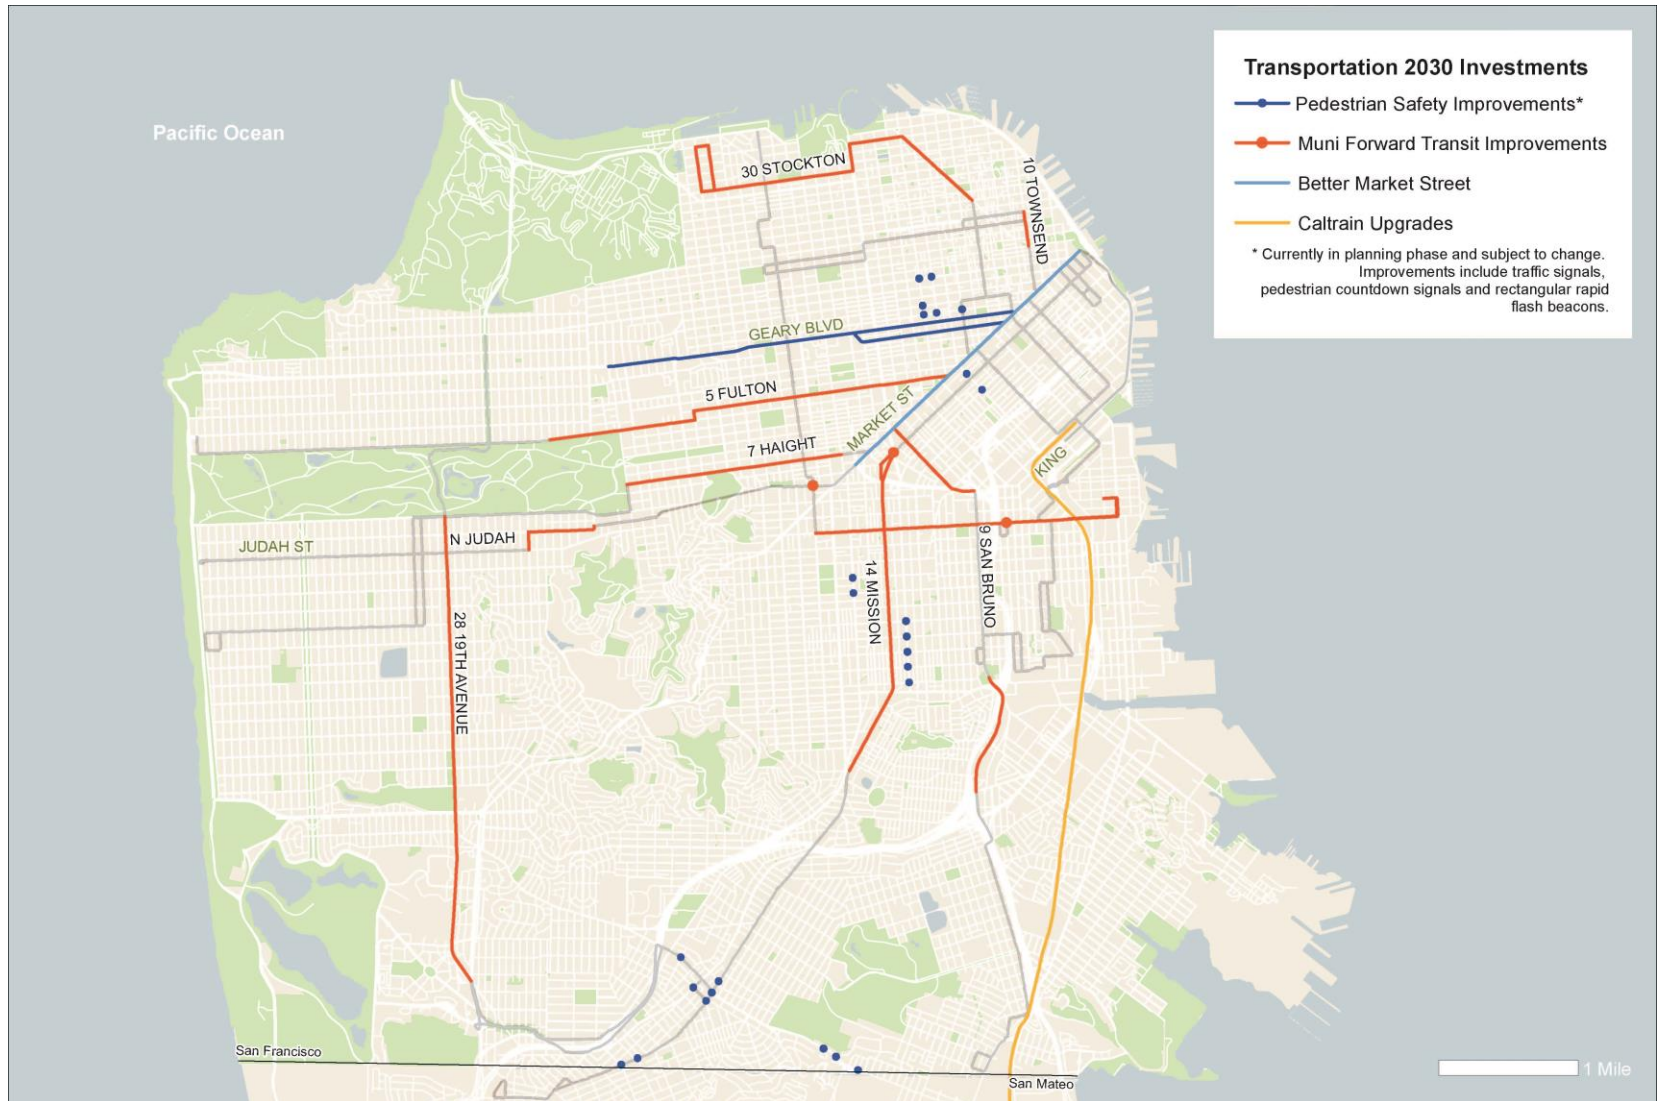 Transportation 2030 Investments
Pedestrian Safety Improvements*
Muni Forward Transit Improvements
Better Market Street
Caltrain Upgrades
* Currently in planning phase and subject to change.
Improvements include traffic signals,
pedestrian countdown signals and rectangular rapid
flash beacons.
Pacific Ocean
30 STOCKTON
10 TOWNSEND
GEARY BLVD
5 FULTON
MARKET ST
7 HAIGHT
KING
JUDAH ST
N JUDAH
9 SAN BRUNO
14 MISSION
28 19TH AVENUE
San Francisco
San Mateo
1 Mile